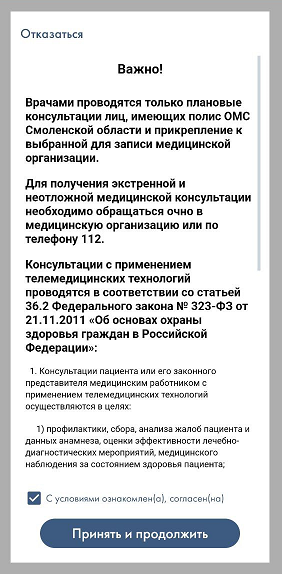 Отказаться
Важно!
Врачами проводятся только плановые
консультации лиц, имеющих полис ОМС
Смоленской области и прикрепление к
выбранной для записи медицинской
организации.
Для получения экстренной и
неотложной медицинской консультации
необходимо обращаться очно в
медицинскую организацию или по
телефону 112.
Консультации с применением
телемедицинских технологий
проводятся в соответствии со статьей
36.2 Федерального закона № 323-ФЗ от
21.11.2011 «Об основах охраны
здоровья граждан в Российской
Федерации»:
1. Консультации пациента или его законного
представителя медицинским работником с
применением телемедицинских технологий
осуществляются в целях:
1) профилактики, сбора, анализа жалоб пациента и
данных анамнеза, оценки эффективности лечебно-
диагностических мероприятий, медицинского
наблюдения за состоянием здоровья пациента;
С условиями ознакомлен(а), согласен(на)
Принять и продолжить